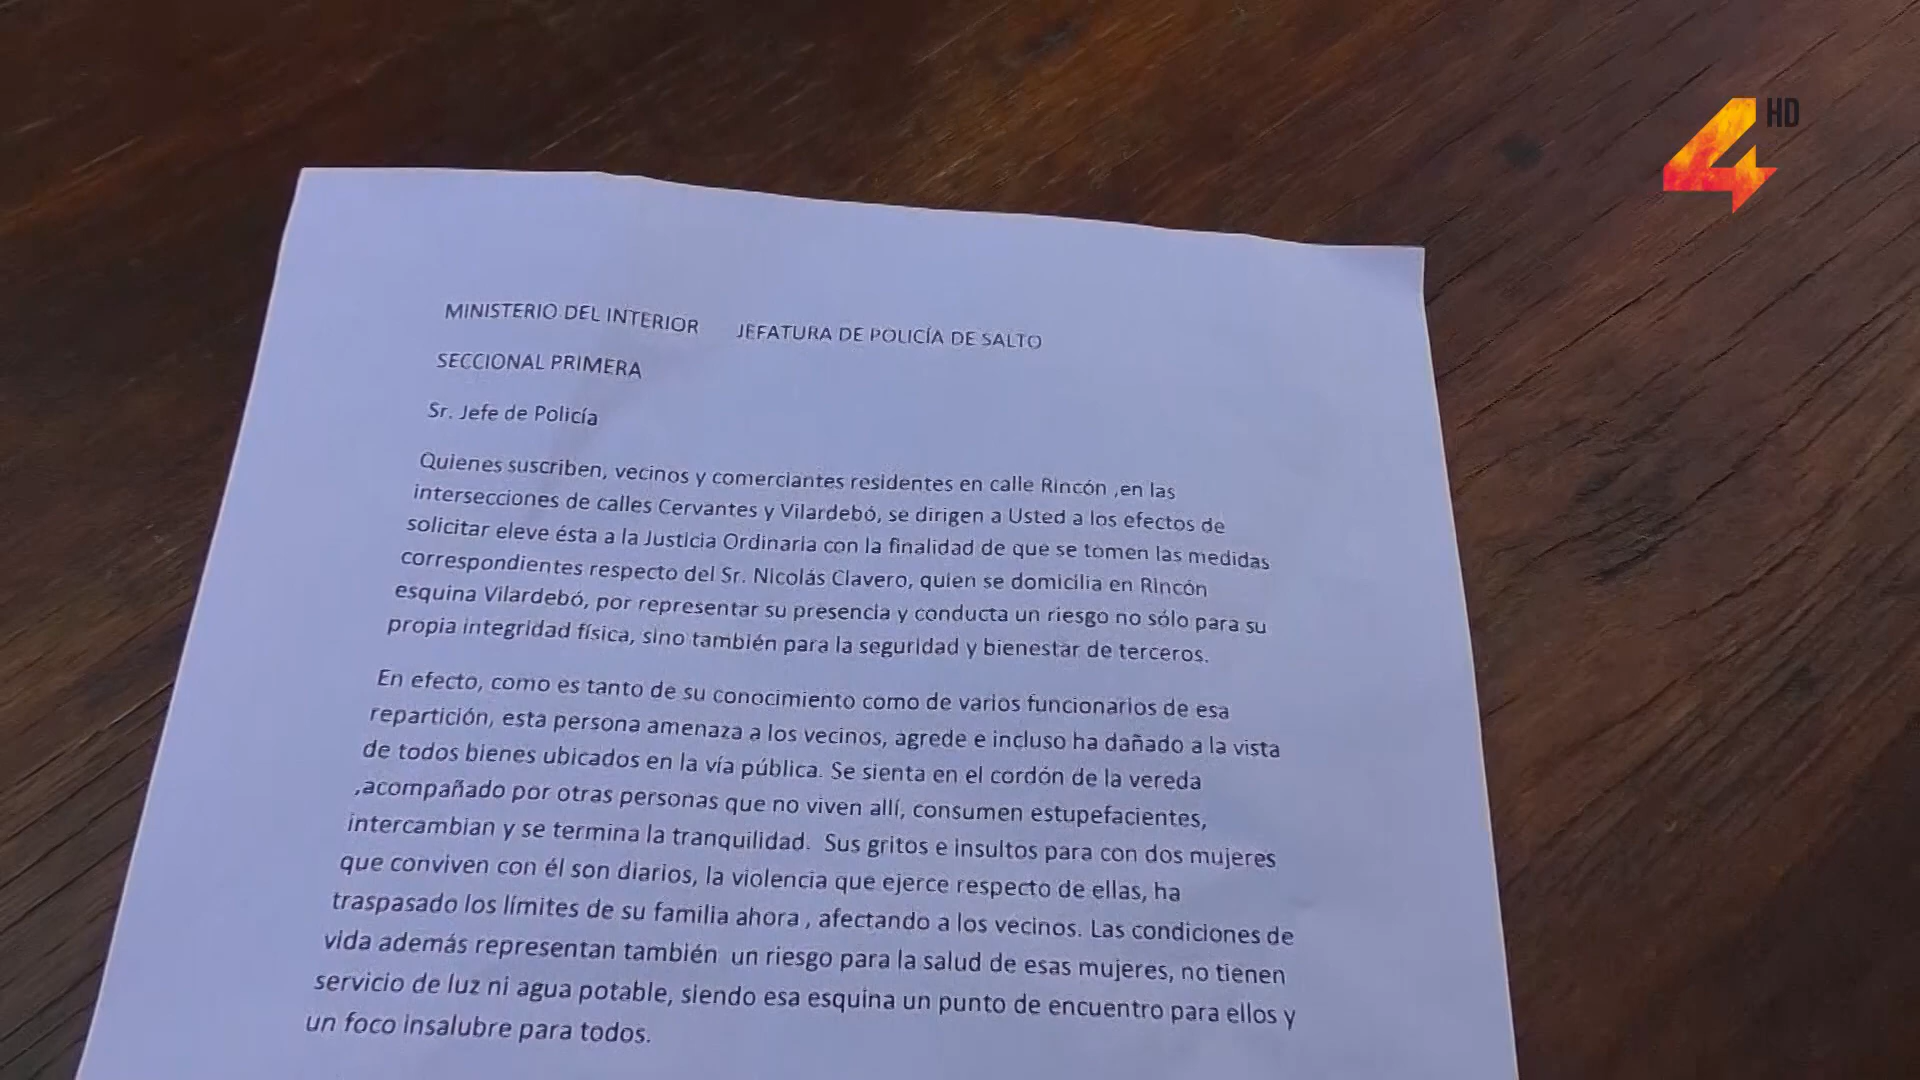 4 HD
MINISTERIO DEL INTERIOR JEFATURA DE POLICÍA DE SALTO
SECCIONAL PRIMERA
Sr. Jefe de Policía
Quienes suscriben, vecinos y comerciantes residentes en calle Rincón ,en las
intersecciones de calles Cervantes y Vilardebó, se dirigen a Usted a los efectos de
solicitar eleve ésta a la Justicia Ordinaria con la finalidad de que se tomen las medidas
correspondientes respecto del Sr. Nicolás Clavero, quien se domicilia en Rincón
esquina Vilardebó, por representar su presencia y conducta un riesgo no sólo para su
propia integridad física, sino también para la seguridad y bienestar de terceros.
En efecto, como es tanto de su conocimiento como de varios funcionarios de esa
repartición, esta persona amenaza a los vecinos, agrede e incluso ha dañado a la vista
de todos bienes ubicados en la vía pública. Se sienta en el cordón de la vereda
,acompañado por otras personas que no viven allí, consumen estupefacientes,
intercambian y se termina la tranquilidad. Sus gritos e insultos para con dos mujeres
que conviven con él son diarios, la violencia que ejerce respecto de ellas, ha
traspasado los límites de su familia ahora , afectando a los vecinos. Las condiciones de
vida además representan también un riesgo para la salud de esas mujeres, no tienen
servicio de luz ni agua potable, siendo esa esquina un punto de encuentro para ellos y
un foco insalubre para todos.